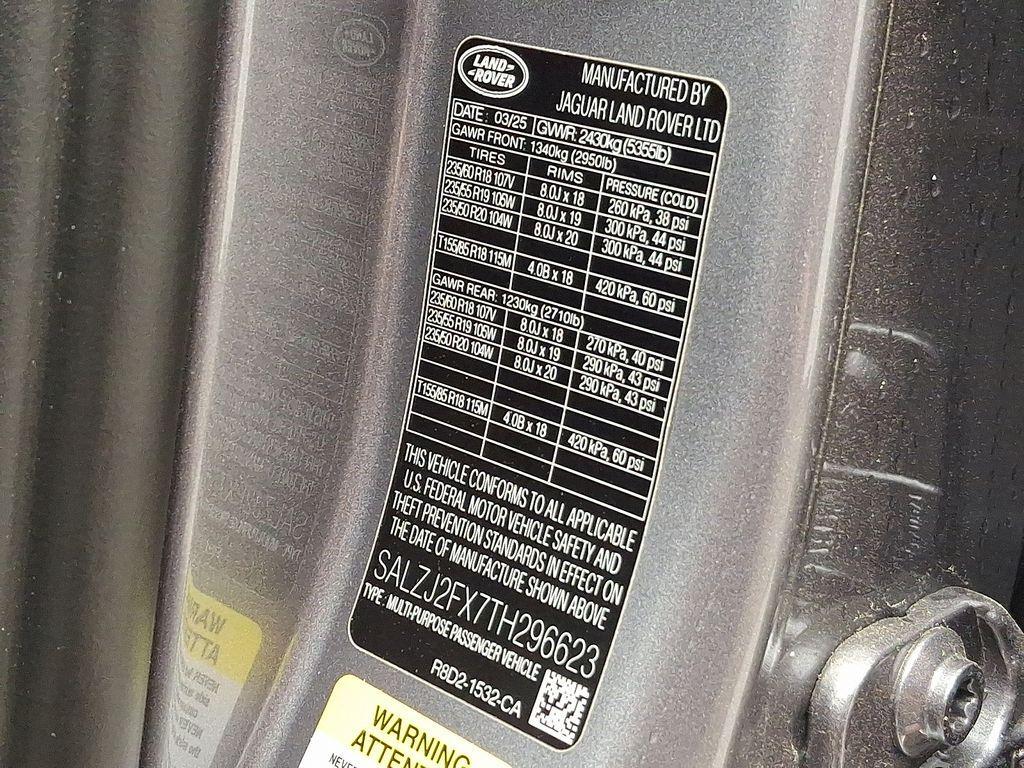 LAND ROVER
MANUFACTURED BY
JAGUAR LAND ROVER LTD
DATE: 03/25 GVWR: 2430kg (5355lb)
GAWR FRONT: 1340kg (2950lb)
TIRES RIMS PRESSURE (COLD)
235/60 R18 107V 8.0J x 18 260 kPa, 38 psi
235/55 R19 105W 8.0J x 19 300 kPa, 44 psi
235/50 R20 104W 8.0J x 20 300 kPa, 44 psi
T155/85 R18 115M 4.0B x 18 420 kPa, 60 psi
GAWR REAR: 1230kg (2710lb)
235/60 R18 107V 8.0J x 18 270 kPa, 40 psi
235/55 R19 105W 8.0J x 19 290 kPa, 43 psi
235/50 R20 104W 8.0J x 20 290 kPa, 43 psi
T155/85 R18 115M 4.0B x 18 420 kPa, 60 psi
THIS VEHICLE CONFORMS TO ALL APPLICABLE
U.S. FEDERAL MOTOR VEHICLE SAFETY AND
THEFT PREVENTION STANDARDS IN EFFECT ON
THE DATE OF MANUFACTURE SHOWN ABOVE
SALZJ2FX7TH296623
TYPE: MULTI-PURPOSE PASSENGER VEHICLE
R8D2-1532-CA
WARNING
ATTEN
NEVE